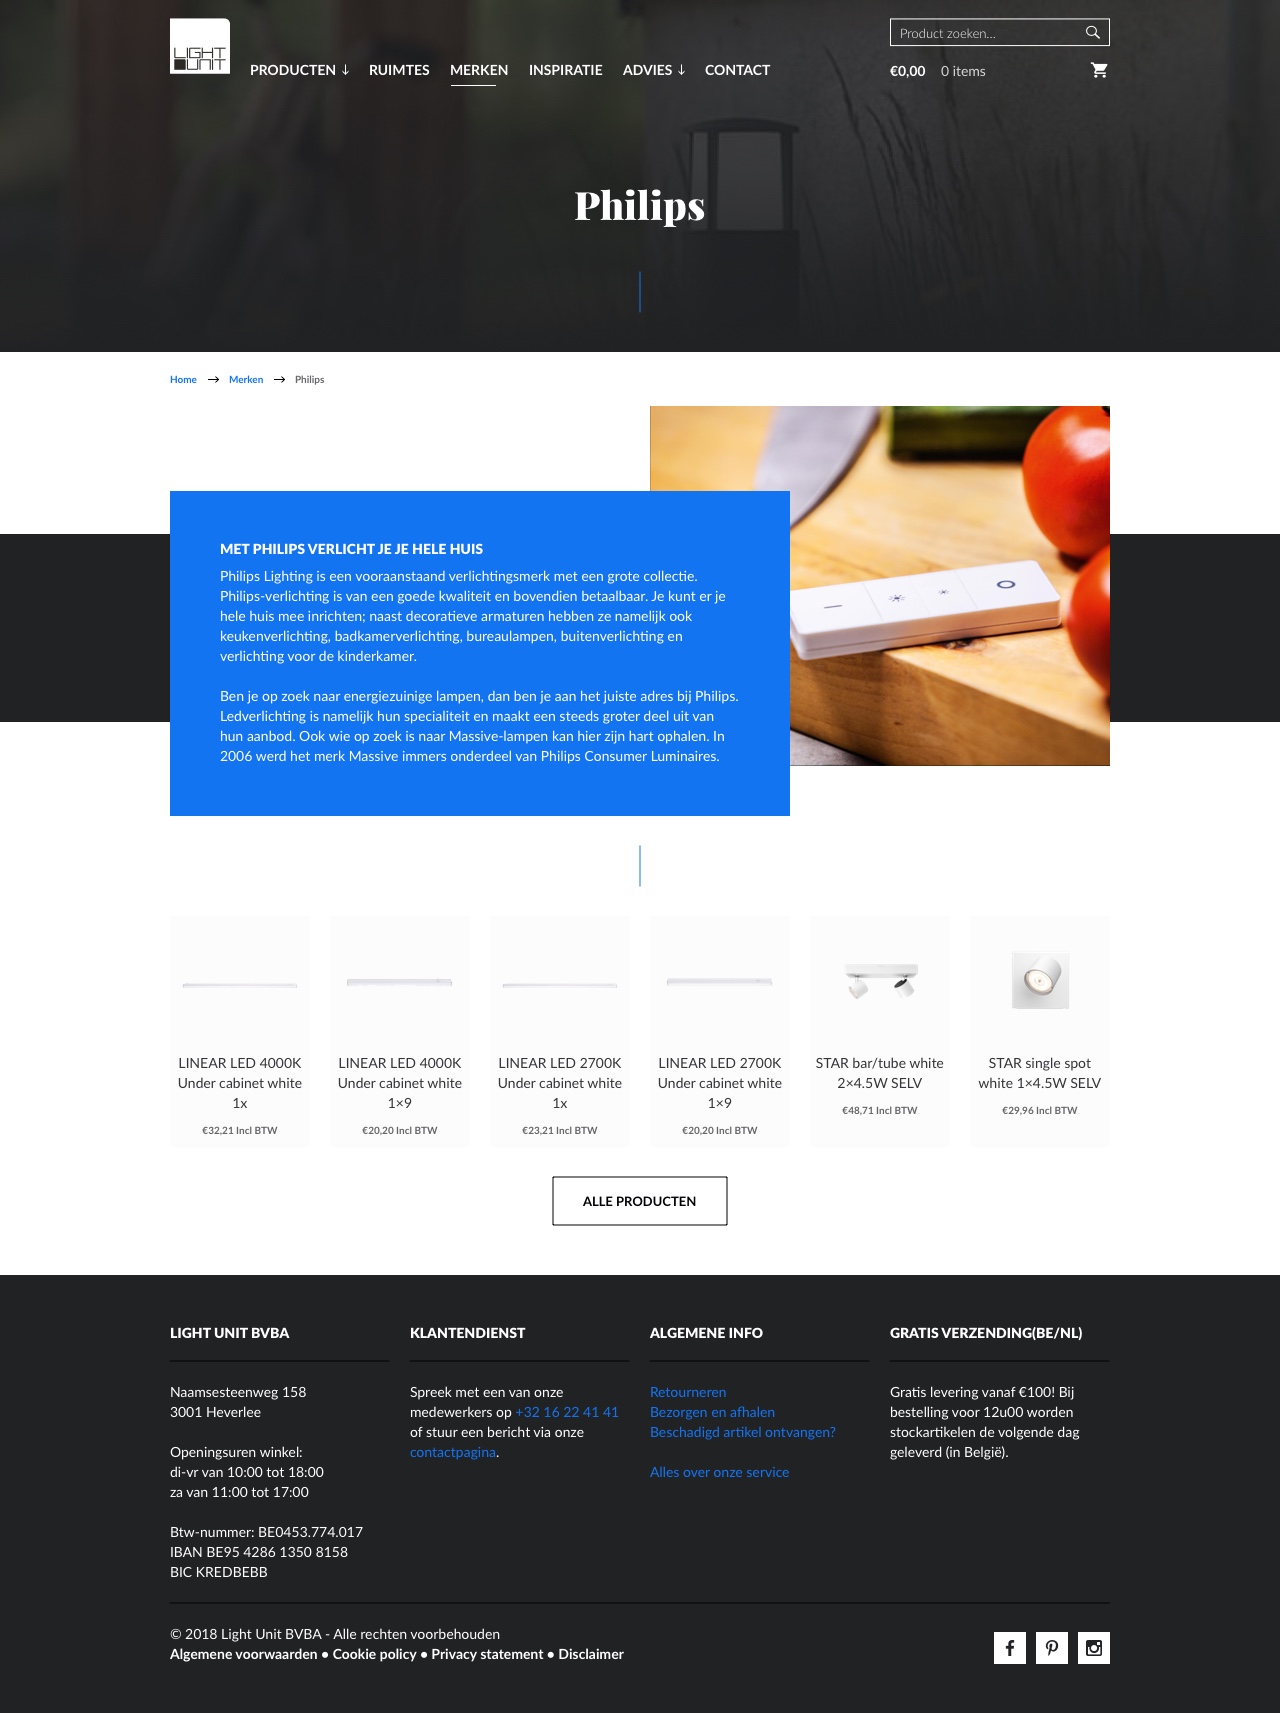 LIGHT
UNIT
Product zoeken...
PRODUCTEN ↓ RUIMTES MERKEN INSPIRATIE ADVIES ↓ CONTACT
€0,00 0 items
Philips
Home → Merken → Philips
MET PHILIPS VERLICHT JE JE HELE HUIS
Philips Lighting is een vooraanstaand verlichtingsmerk met een grote collectie.
Philips-verlichting is van een goede kwaliteit en bovendien betaalbaar. Je kunt er je
hele huis mee inrichten; naast decoratieve armaturen hebben ze namelijk ook
keukenverlichting, badkamerverlichting, bureaulampen, buitenverlichting en
verlichting voor de kinderkamer.
Ben je op zoek naar energiezuinige lampen, dan ben je aan het juiste adres bij Philips.
Ledverlichting is namelijk hun specialiteit en maakt een steeds groter deel uit van
hun aanbod. Ook wie op zoek is naar Massive-lampen kan hier zijn hart ophalen. In
2006 werd het merk Massive immers onderdeel van Philips Consumer Luminaires.
LINEAR LED 4000K
Under cabinet white
1x
€32,21 Incl BTW
LINEAR LED 4000K
Under cabinet white
1×9
€20,20 Incl BTW
LINEAR LED 2700K
Under cabinet white
1x
€23,21 Incl BTW
LINEAR LED 2700K
Under cabinet white
1×9
€20,20 Incl BTW
STAR bar/tube white
2×4.5W SELV
€48,71 Incl BTW
STAR single spot
white 1×4.5W SELV
€29,96 Incl BTW
ALLE PRODUCTEN
LIGHT UNIT BVBA
Naamsesteenweg 158
3001 Heverlee
Openingsuren winkel:
di-vr van 10:00 tot 18:00
za van 11:00 tot 17:00
Btw-nummer: BE0453.774.017
IBAN BE95 4286 1350 8158
BIC KREDBEBB
KLANTENDIENST
Spreek met een van onze
medewerkers op +32 16 22 41 41
of stuur een bericht via onze
contactpagina.
ALGEMENE INFO
Retourneren
Bezorgen en afhalen
Beschadigd artikel ontvangen?
Alles over onze service
GRATIS VERZENDING(BE/NL)
Gratis levering vanaf €100! Bij
bestelling voor 12u00 worden
stockartikelen de volgende dag
geleverd (in België).
© 2018 Light Unit BVBA - Alle rechten voorbehouden
Algemene voorwaarden • Cookie policy • Privacy statement • Disclaimer